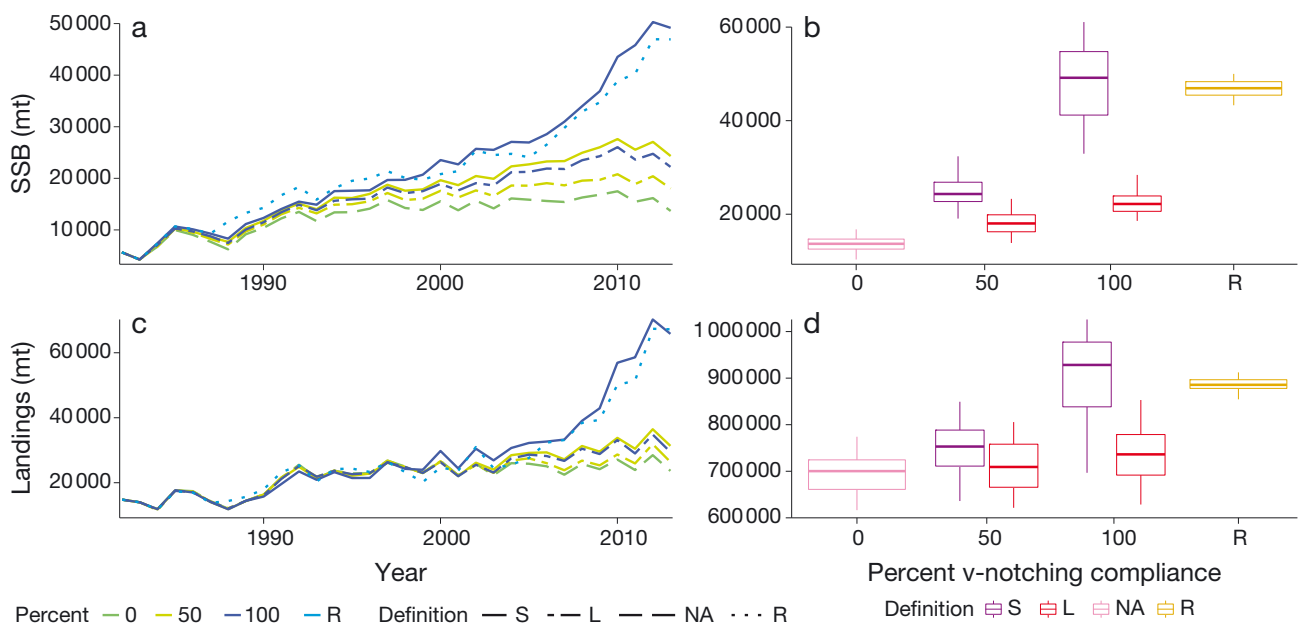 a
50 000
40 000
30 000
20 000
10 000
SSB (mt)
1990
2000
2010
b
60 000
40 000
20 000
0
50
100
R
c
60 000
40 000
20 000
Landings (mt)
1990
2000
2010
Year
d
1 000 000
900 000
800 000
700 000
600 000
0
50
100
R
Percent v-notching compliance
Percent 0 50 100 R Definition S L NA R
Definition S L NA R